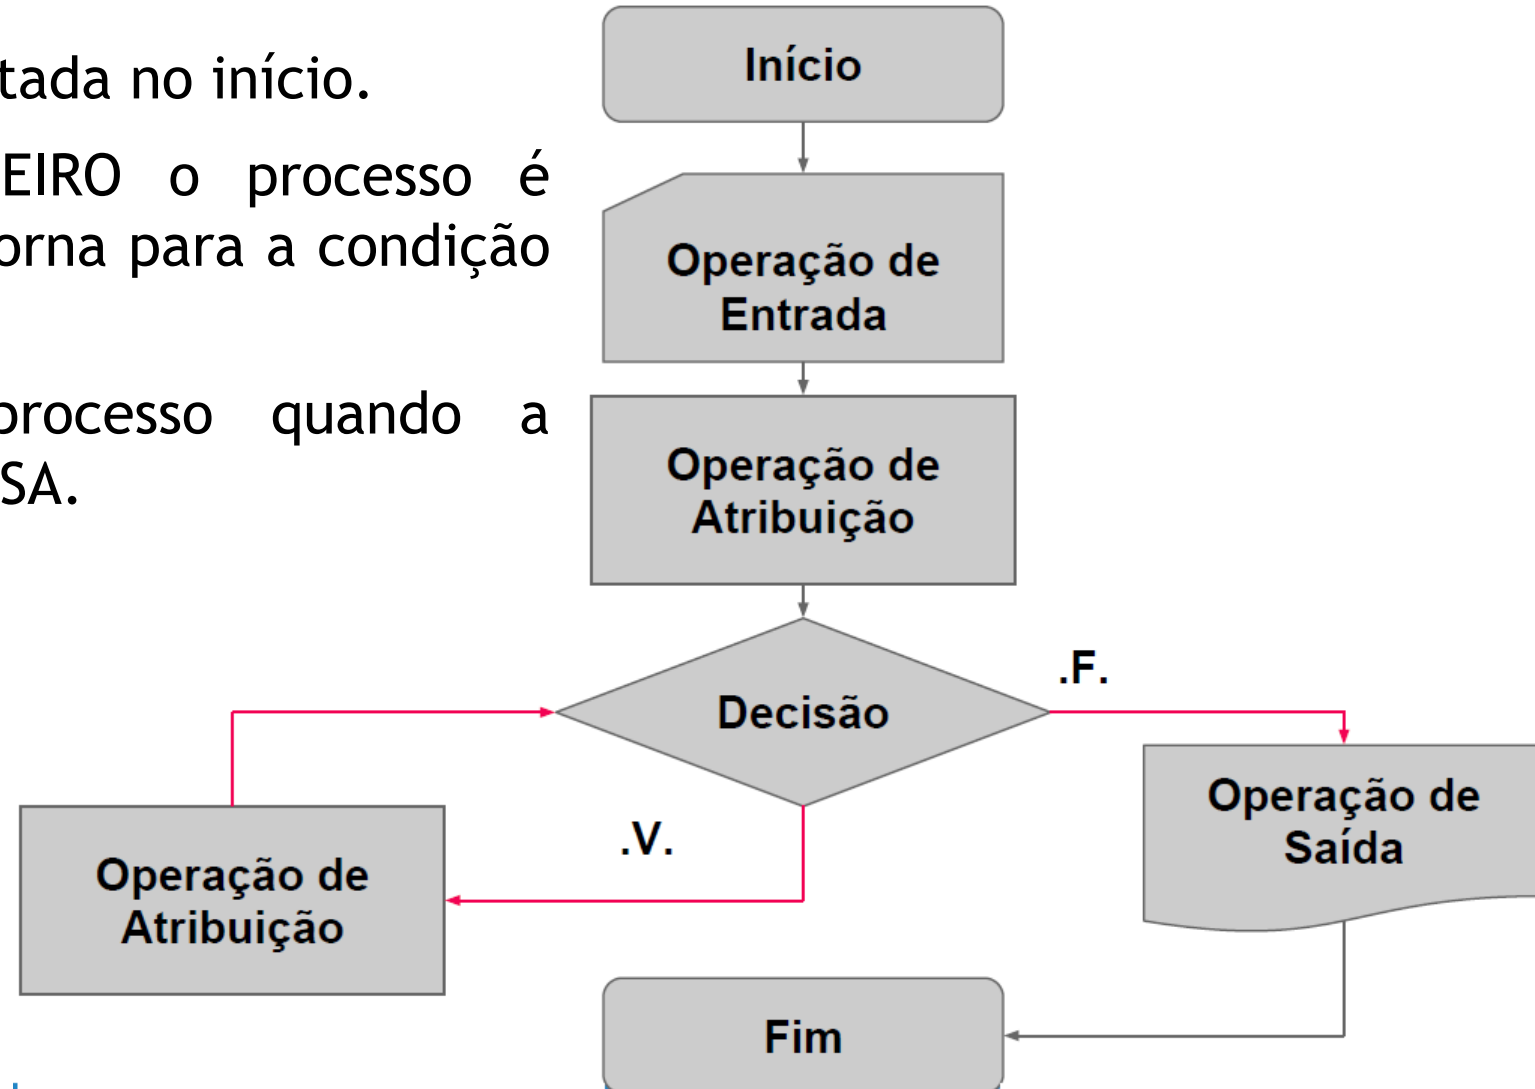 tada no início.
EIRO o processo é
orna para a condição
processo quando a
SA.
Início
Operação de
Entrada
Operação de
Atribuição
Decisão
.F.
.V.
Operação de
Atribuição
Operação de
Saída
Fim